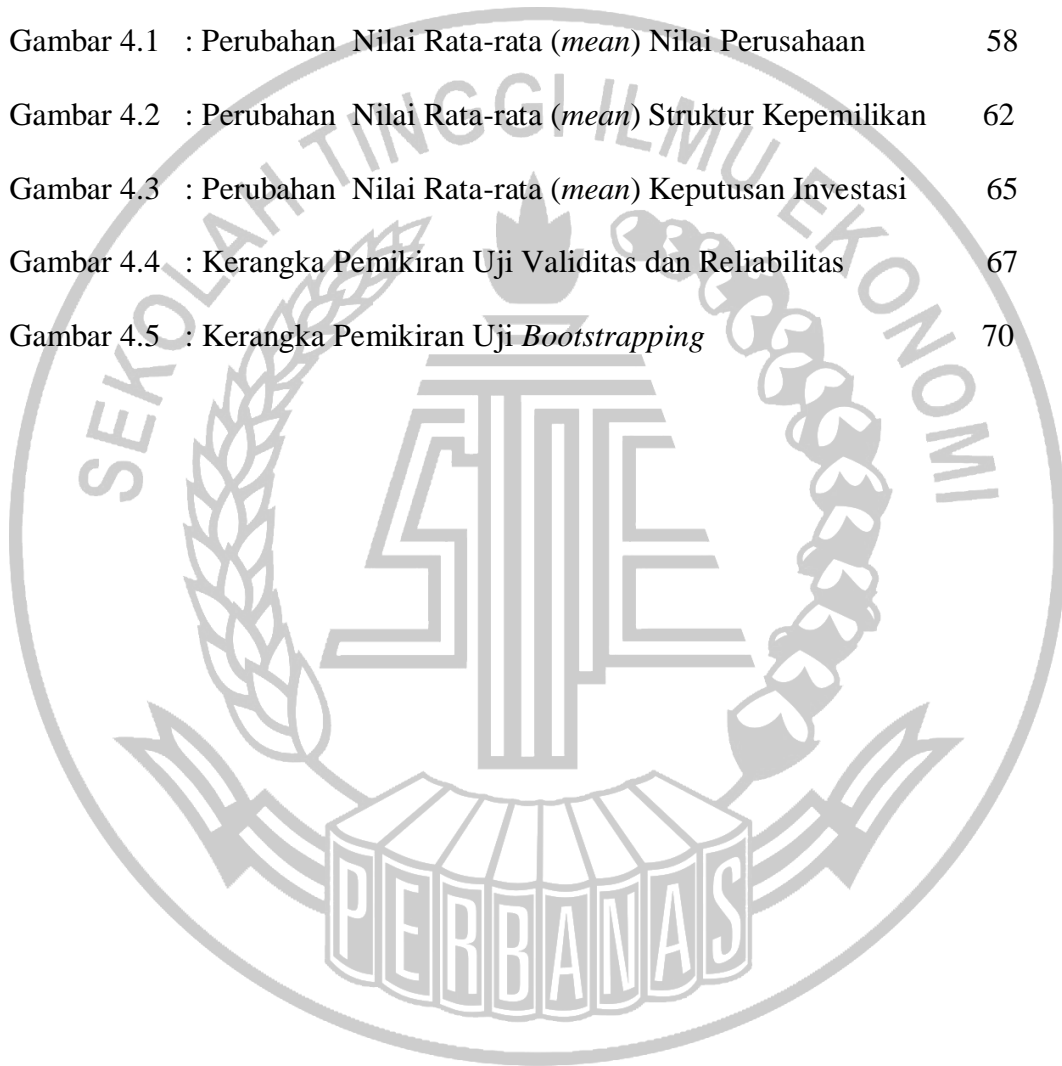 Gambar 4.1 : Perubahan Nilai Rata-rata (mean) Nilai Perusahaan 58
Gambar 4.2 : Perubahan Nilai Rata-rata (mean) Struktur Kepemilikan 62
Gambar 4.3 : Perubahan Nilai Rata-rata (mean) Keputusan Investasi 65
Gambar 4.4 : Kerangka Pemikiran Uji Validitas dan Reliabilitas 67
Gambar 4.5 : Kerangka Pemikiran Uji Bootstrapping 70
SEKOLAH TINGGI ILMU EKONOMI
STIE
PERBANAS